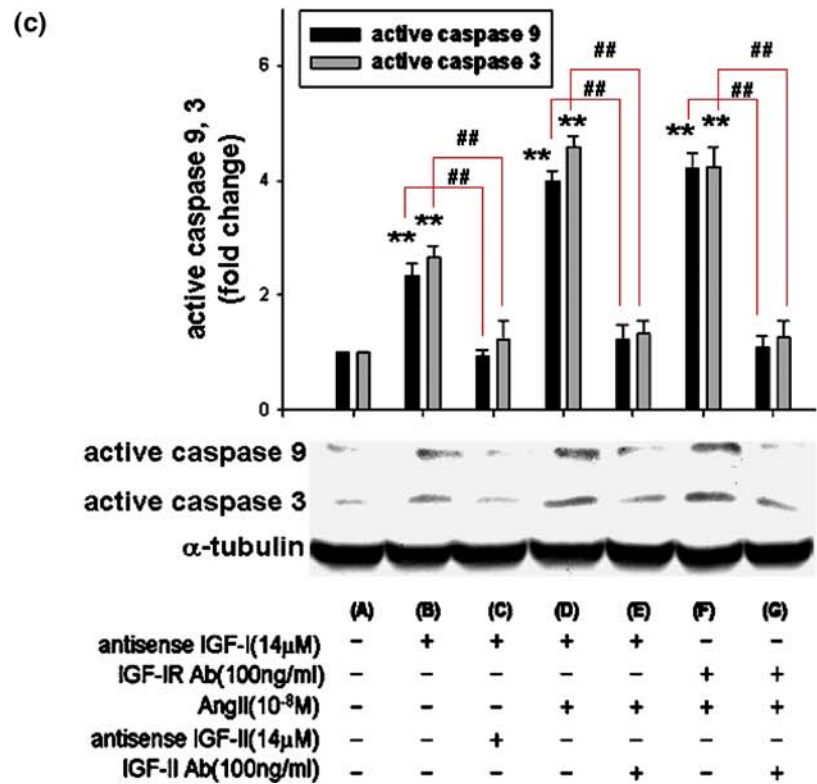 (c)
active caspase 9
active caspase 3
active caspase 9, 3
(fold change)
6
4
2
0
** ** ## ##
** ** ## ##
** ** ## ##
active caspase 9
active caspase 3
α-tubulin
(A) (B) (C) (D) (E) (F) (G)
antisense IGF-I(14μM) – + + + + – –
IGF-IR Ab(100ng/ml) – – – – – + +
AngII(10⁻⁸M) – – – + + + +
antisense IGF-II(14μM) – – + – – – –
IGF-II Ab(100ng/ml) – – – – + – +